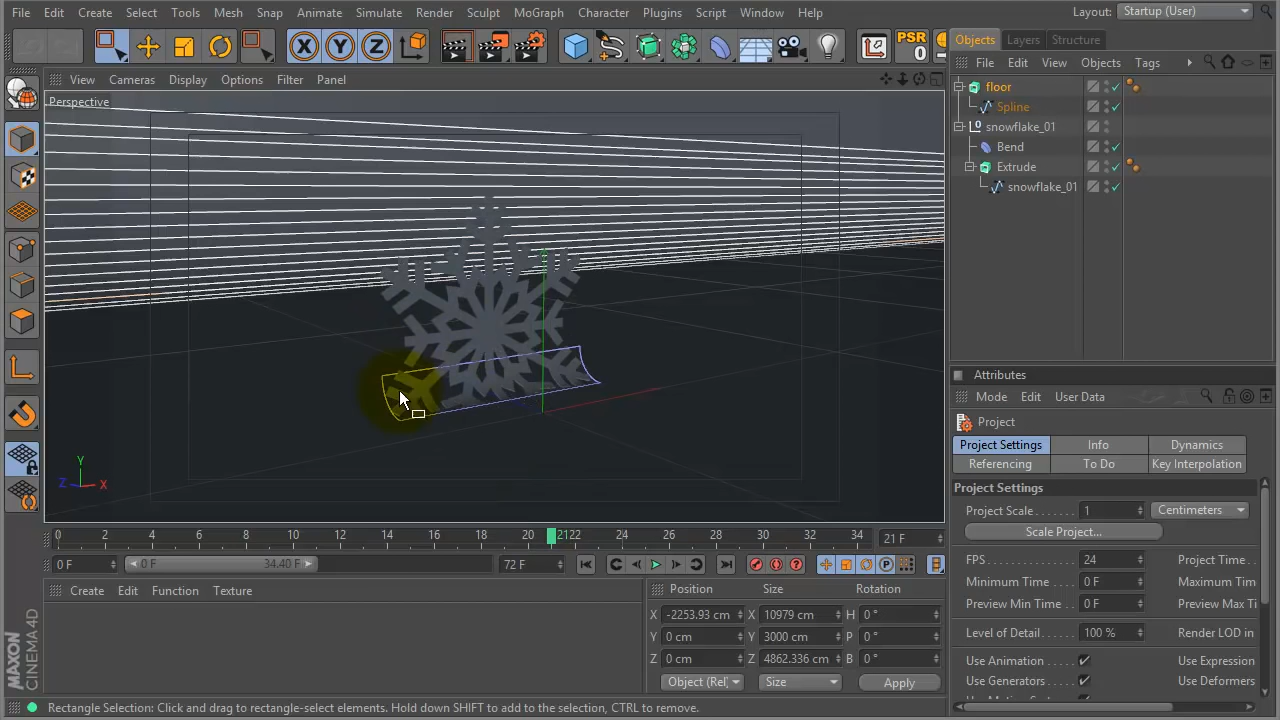 File Edit Create Select Tools Mesh Snap Animate Simulate Render Sculpt MoGraph Character Plugins Script Window Help Layout: Startup (User)
X Y Z PSR 0
Objects Layers Structure
View Cameras Display Options Filter Panel
File Edit View Objects Tags
Perspective
floor
Spline
snowflake_01
Bend
Extrude
snowflake_01
Y
Z X
Attributes
Mode Edit User Data
Project
Project Settings Info Dynamics
Referencing To Do Key Interpolation
Project Settings
Project Scale 1 Centimeters
Scale Project...
FPS 24 Project Time
Minimum Time 0 F Maximum Tim
Preview Min Time 0 F Preview Max Ti
Level of Detail 100 % Render LOD in
Use Animation Use Expression
Use Generators Use Deformers
0 2 4 6 8 10 12 14 16 18 20 2122 24 26 28 30 32 34 21 F
0 F 0 F 34.40 F 72 F
Create Edit Function Texture
Position Size Rotation
X -2253.93 cm X 10979 cm H 0 °
Y 0 cm Y 3000 cm P 0 °
Z 0 cm Z 4862.336 cm B 0 °
Object (Rel) Size Apply
MAXON CINEMA 4D
Rectangle Selection: Click and drag to rectangle-select elements. Hold down SHIFT to add to the selection, CTRL to remove.